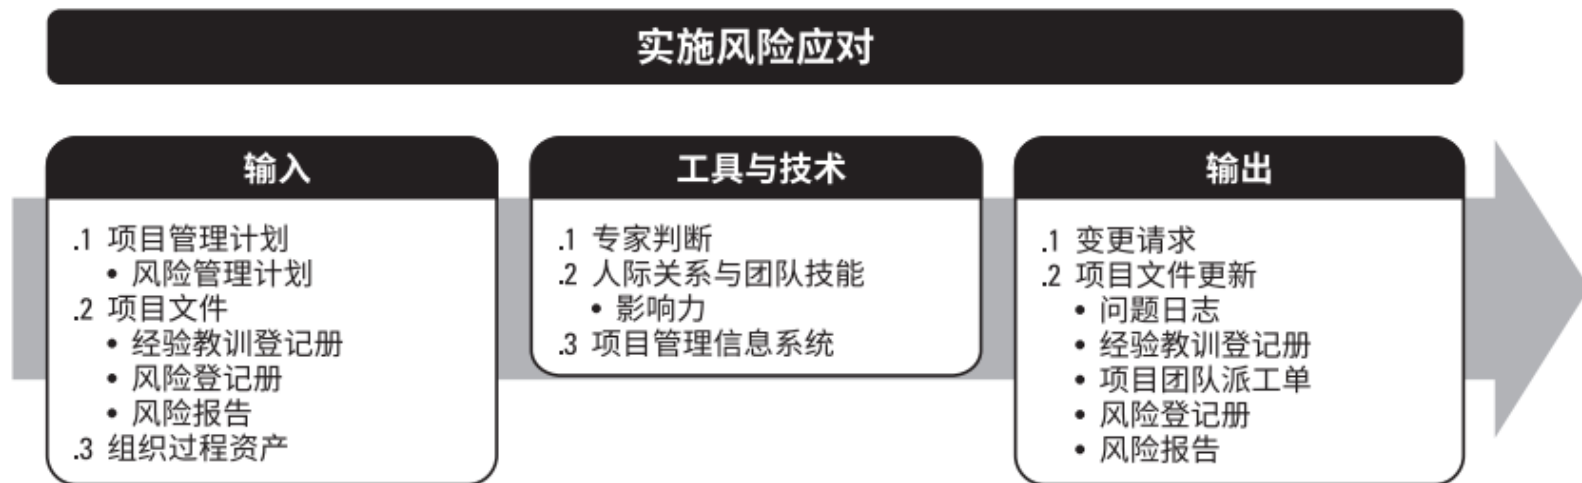 实施风险应对
输入
.1 项目管理计划
• 风险管理计划
.2 项目文件
• 经验教训登记册
• 风险登记册
• 风险报告
.3 组织过程资产
工具与技术
.1 专家判断
.2 人际关系与团队技能
• 影响力
.3 项目管理信息系统
输出
.1 变更请求
.2 项目文件更新
• 问题日志
• 经验教训登记册
• 项目团队派工单
• 风险登记册
• 风险报告